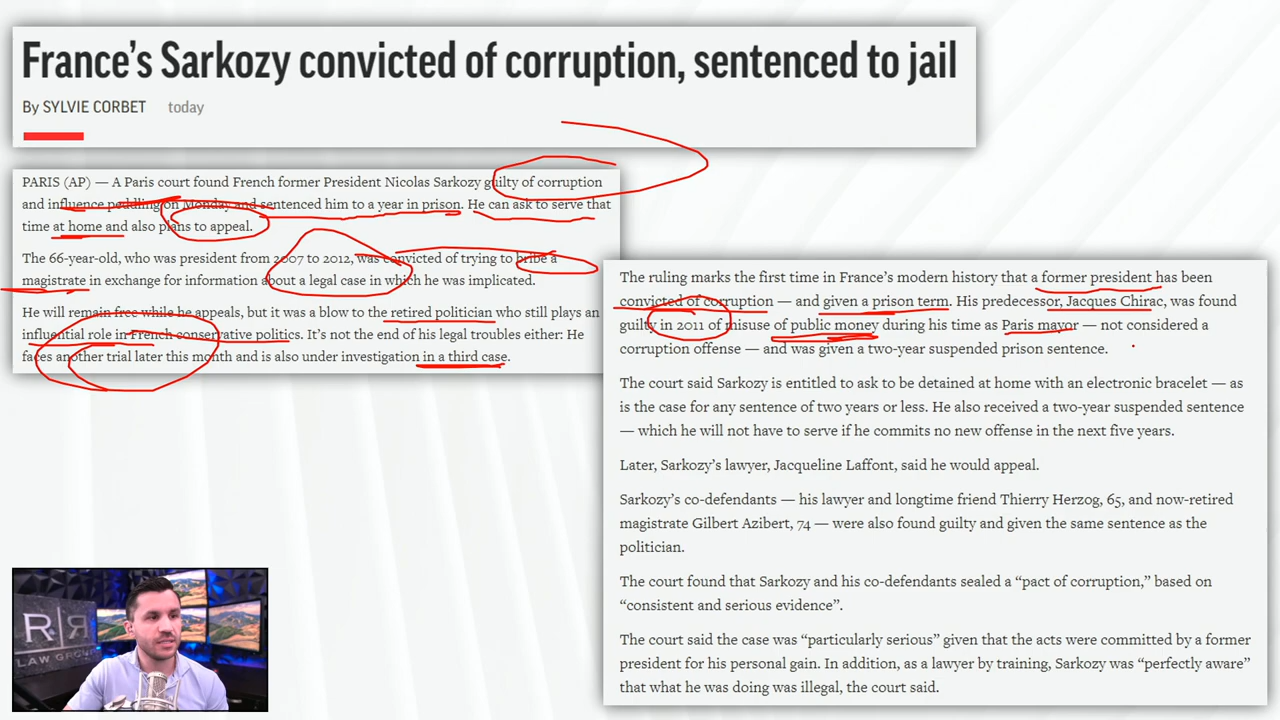 France's Sarkozy convicted of corruption, sentenced to jail
By SYLVIE CORBET today
PARIS (AP) — A Paris court found French former President Nicolas Sarkozy guilty of corruption
and influence peddling on Monday and sentenced him to a year in prison. He can ask to serve that
time at home and also plans to appeal.
The 66-year-old, who was president from 2007 to 2012, was convicted of trying to bribe a
magistrate in exchange for information about a legal case in which he was implicated.
He will remain free while he appeals, but it was a blow to the retired politician who still plays an
influential role in French conservative politics. It's not the end of his legal troubles either: He
faces another trial later this month and is also under investigation in a third case.
The ruling marks the first time in France's modern history that a former president has been
convicted of corruption — and given a prison term. His predecessor, Jacques Chirac, was found
guilty in 2011 of misuse of public money during his time as Paris mayor — not considered a
corruption offense — and was given a two-year suspended prison sentence.
The court said Sarkozy is entitled to ask to be detained at home with an electronic bracelet — as
is the case for any sentence of two years or less. He also received a two-year suspended sentence
— which he will not have to serve if he commits no new offense in the next five years.
Later, Sarkozy's lawyer, Jacqueline Laffont, said he would appeal.
Sarkozy's co-defendants — his lawyer and longtime friend Thierry Herzog, 65, and now-retired
magistrate Gilbert Azibert, 74 — were also found guilty and given the same sentence as the
politician.
The court found that Sarkozy and his co-defendants sealed a “pact of corruption,” based on
“consistent and serious evidence”.
The court said the case was “particularly serious” given that the acts were committed by a former
president for his personal gain. In addition, as a lawyer by training, Sarkozy was “perfectly aware”
that what he was doing was illegal, the court said.
R|R
LAW GROUP